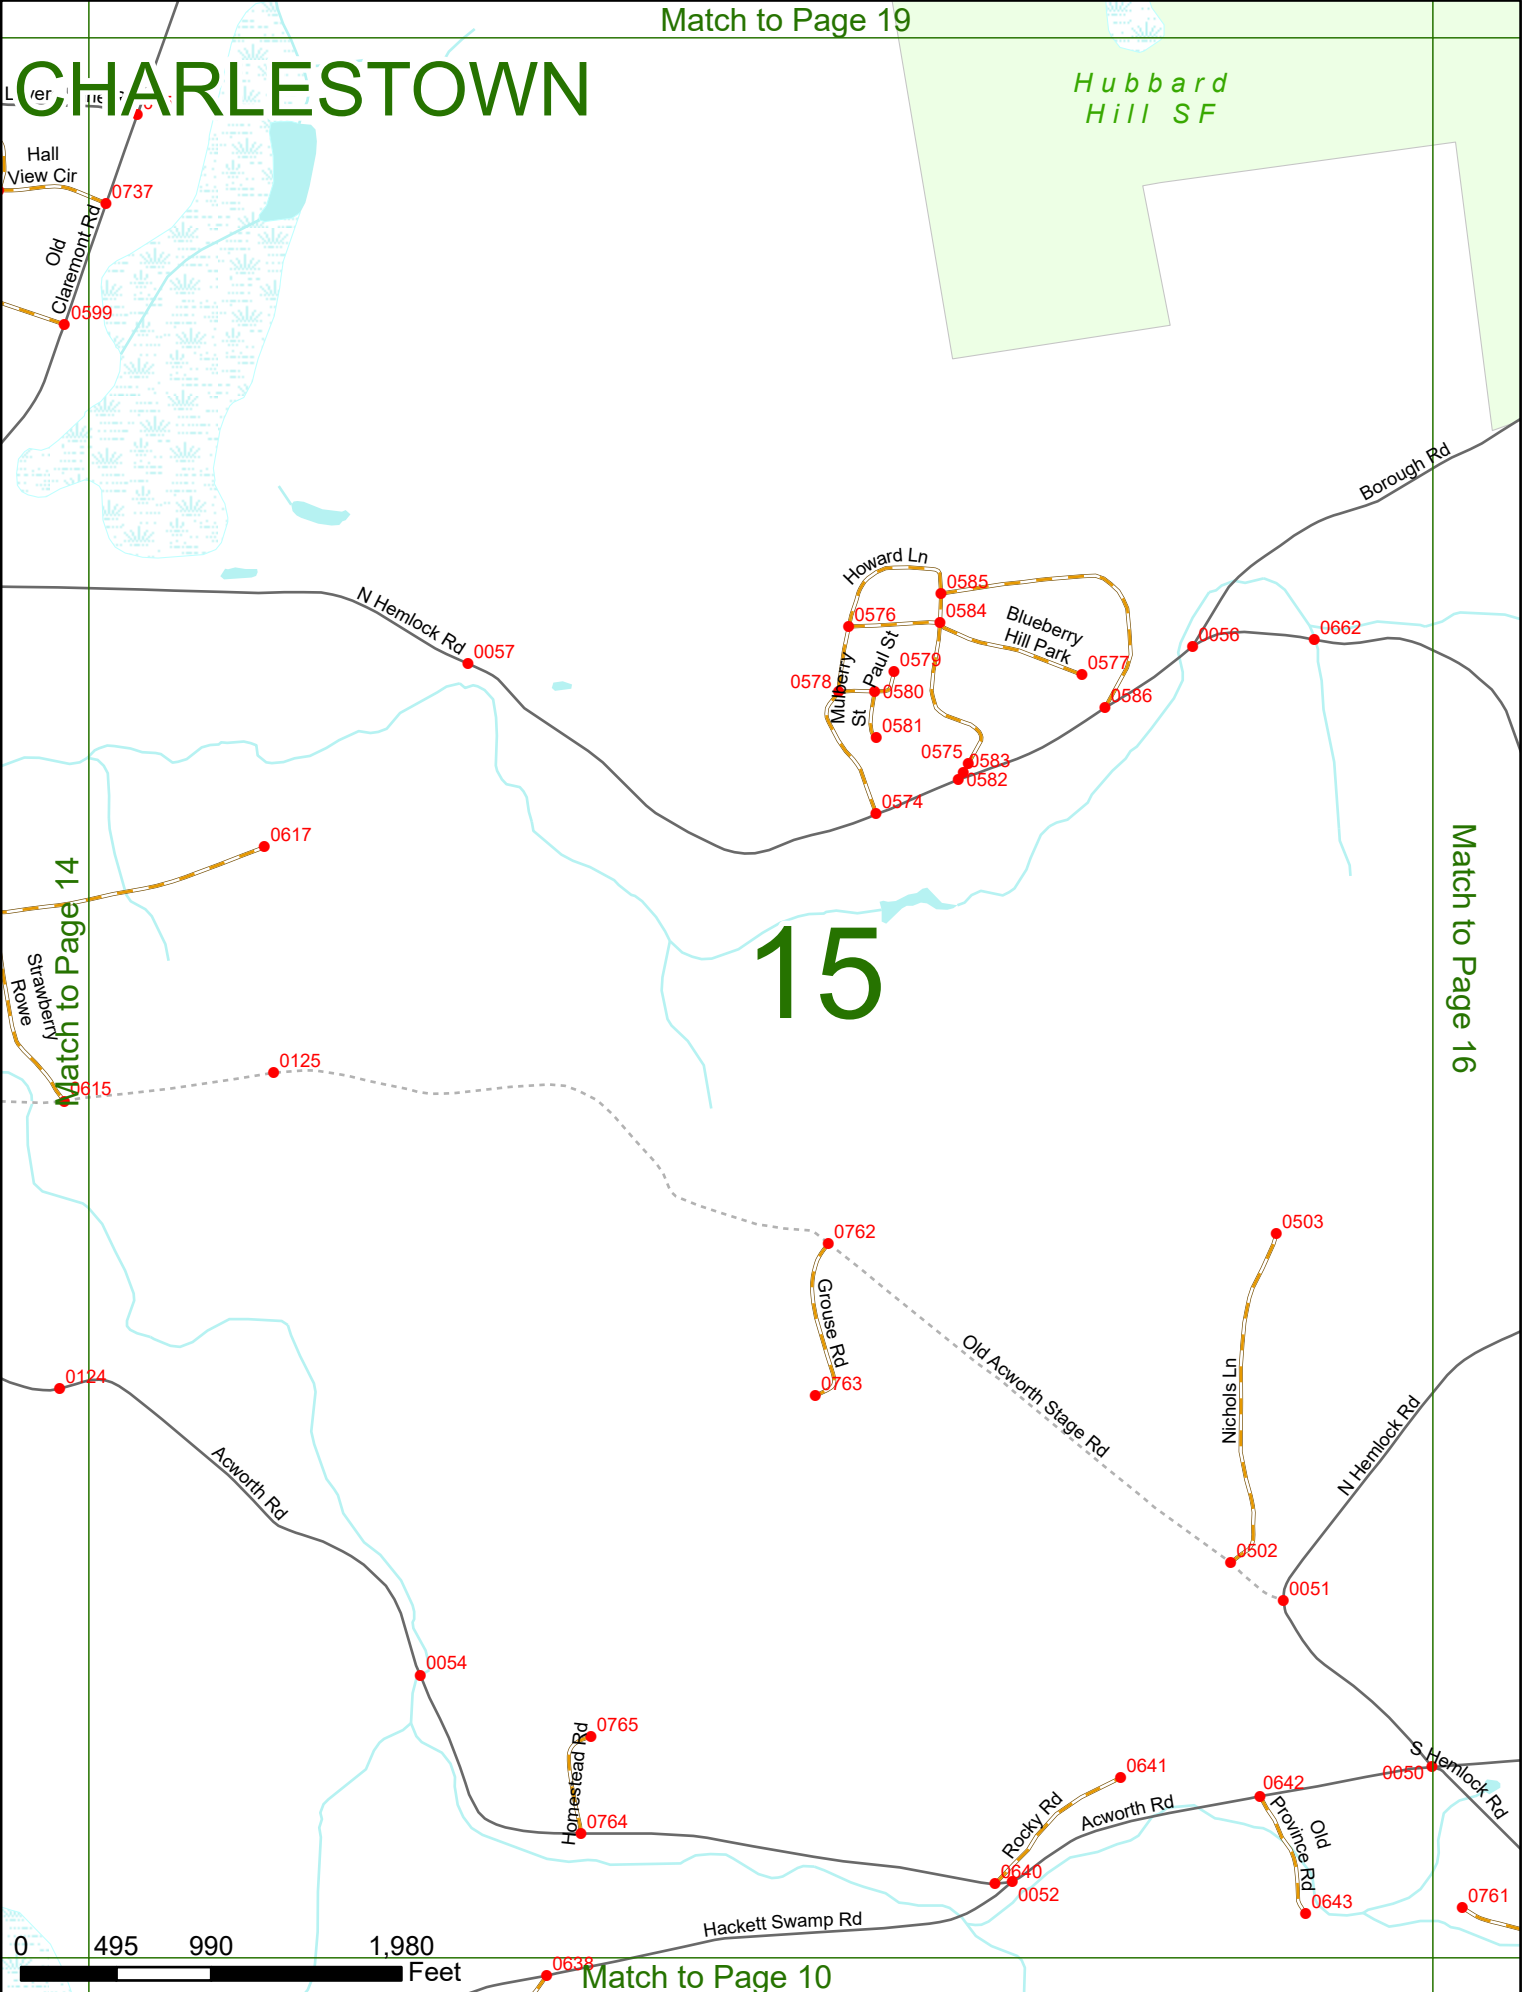 Match to Page 19
CHARLESTOWN
Hubbard
Hill SF
Hall
View Cir
0737
Old
Claremont Rd
0599
Borough Rd
Howard Ln
0585
N Hemlock Rd
0576
0584
Blueberry
Hill Park
0056
0662
0057
Paul St
0579
0577
0578
Mulberry
St
0580
0586
0581
0575
0583
0582
0574
0617
Match to Page 14
Match to Page 16
15
Strawberry
Rowe
0125
0615
0762
0503
Grouse Rd
Old Acworth Stage Rd
0124
0763
Nichols Ln
N Hemlock Rd
Acworth Rd
0502
0051
0054
0765
Homestead Rd
0764
0641
Rocky Rd
Acworth Rd
0642
0050
S Hemlock Rd
Old
Province Rd
0640
0052
0643
0761
Hackett Swamp Rd
0638
0 495 990 1,980
Feet
Match to Page 10